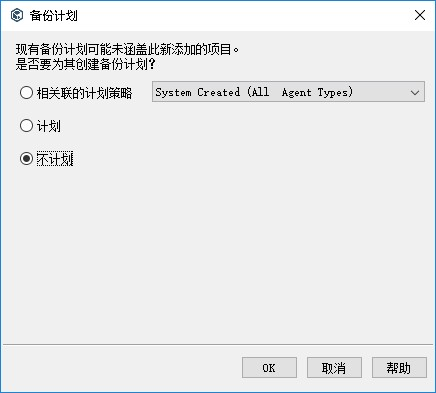 备份计划
现有备份计划可能未涵盖此新添加的项目。
是否要为其创建备份计划?
相关联的计划策略 System Created (All  Agent Types)
计划
不计划
OK 取消 帮助